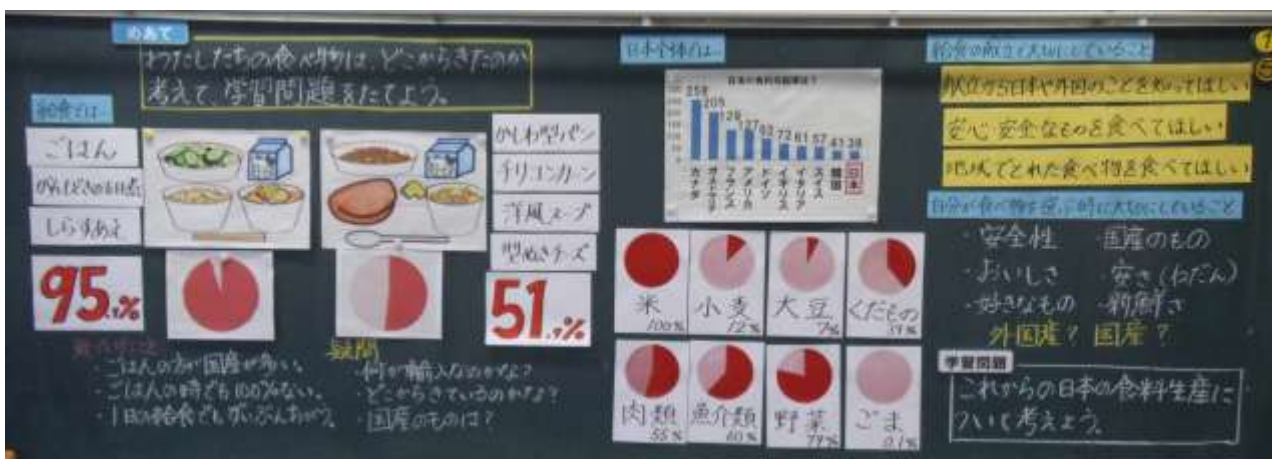 めあて
わたしたちの食べ物は、どこからきたのか
考えて、学習問題をたてよう。
給食では…
ごはん
がんもどきの甘煮
しらすあえ
95.%
かしわ型パン
チリコンカーン
洋風スープ
型ぬきチーズ
51.%
・ごはんの方が国産が多い。
・ごはんの時でも100%ない。
・1日の給食でもずいぶんちがう。
疑問
・何が輸入なのかな?
・どこからきているのかな?
・国産のものは?
日本全体では…
日本の食料自給率は?
258
205
129
127
92
72
61
57
41
38
カナダ
オーストラリア
フランス
アメリカ
ドイツ
イギリス
イタリア
スイス
韓国
日本
米
100%
小麦
12%
大豆
7%
くだもの
39%
肉類
55%
魚介類
60%
野菜
79%
ごま
0.1%
給食の献立で大切にしていること
献立から日本や外国のことを知ってほしい
安心安全なものを食べてほしい
地域でとれた食べ物を食べてほしい
自分が食べ物を選ぶ時に大切にしていること
・安全性 ・国産のもの
・おいしさ ・安さ(ねだん)
・好きなもの ・新鮮さ
外国産? 国産?
学習問題
これからの日本の食料生産に
ついて考えよう。